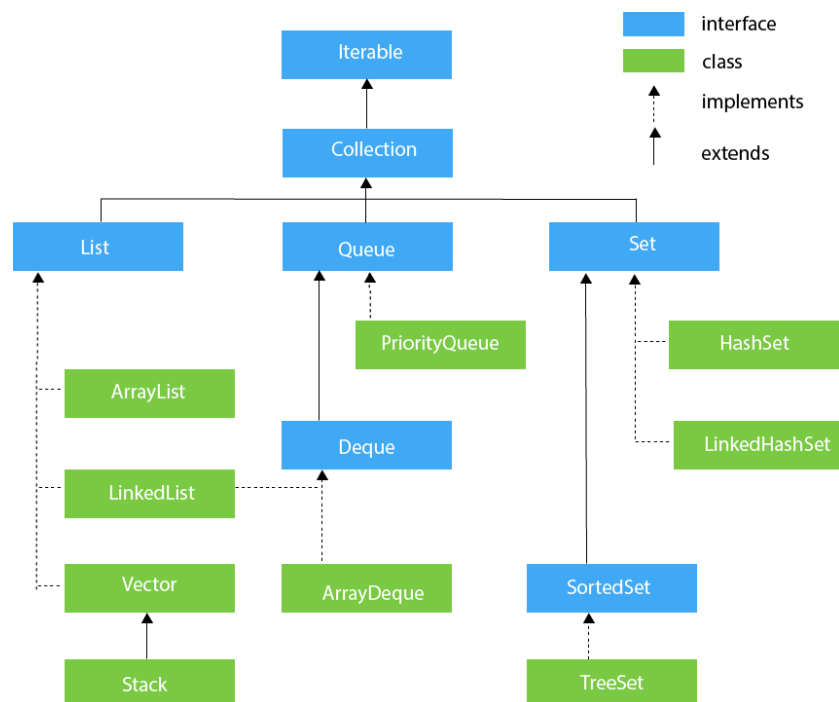 interface
Iterable
class
implements
Collection
extends
List
Queue
Set
PriorityQueue
HashSet
ArrayList
Deque
LinkedHashSet
LinkedList
Vector
ArrayDeque
SortedSet
Stack
TreeSet